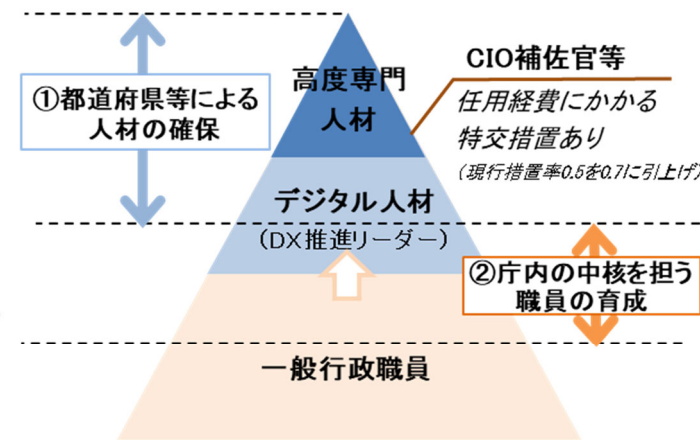 ①都道府県等による
人材の確保
高度専門
人材
CIO補佐官等
任用経費にかかる
特交措置あり
(現行措置率0.5を0.7に引上げ)
デジタル人材
(DX推進リーダー)
②庁内の中核を担う
職員の育成
一般行政職員